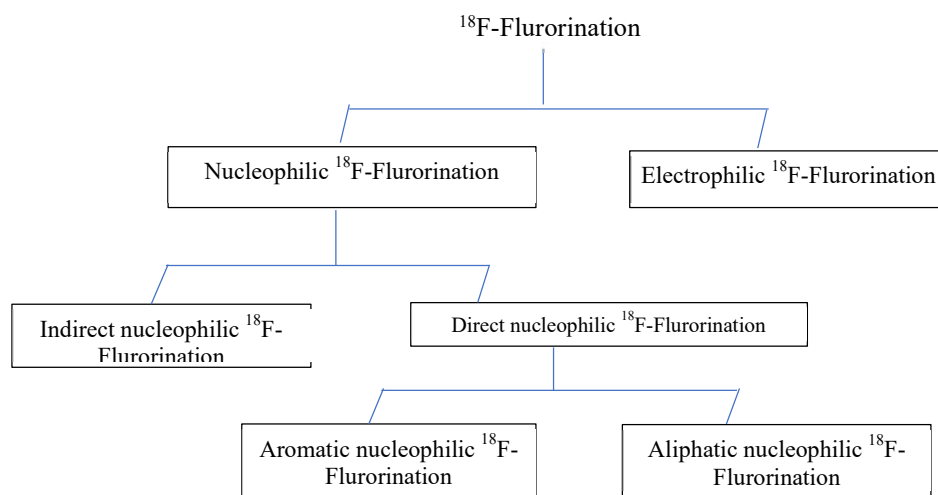 ¹⁸F-Flurorination
Nucleophilic ¹⁸F-Flurorination
Electrophilic ¹⁸F-Flurorination
Indirect nucleophilic ¹⁸F-
Flurorination
Direct nucleophilic ¹⁸F-Flurorination
Aromatic nucleophilic ¹⁸F-
Flurorination
Aliphatic nucleophilic ¹⁸F-
Flurorination